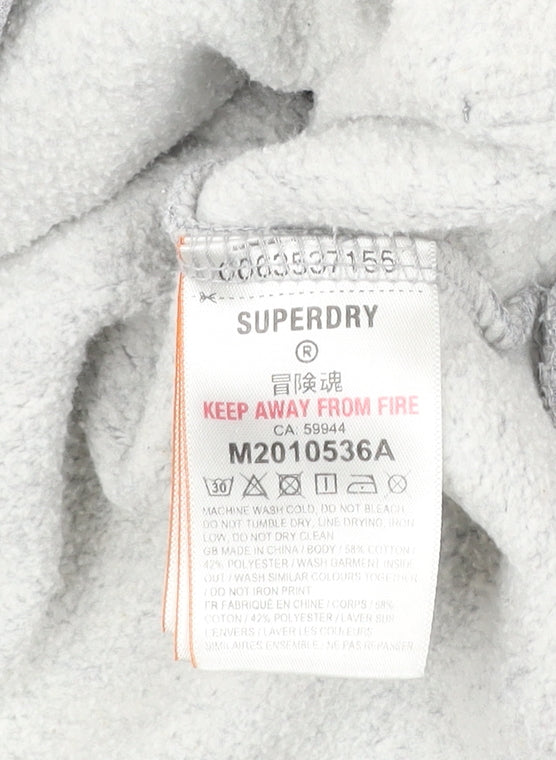 0003537155
SUPERDRY
®
冒険魂
KEEP AWAY FROM FIRE
CA. 59944
M2010536A
30
MACHINE WASH COLD, DO NOT BLEACH,
DO NOT TUMBLE DRY, LINE DRYING, IRON
LOW, DO NOT DRY CLEAN
GB MADE IN CHINA / BODY / 58% COTTON /
42% POLYESTER / WASH GARMENT INSIDE
OUT / WASH SIMILAR COLOURS TOGETHER
/ DO NOT IRON PRINT
FR FABRIQUÉ EN CHINE / CORPS / 58%
COTON / 42% POLYESTER / LAVER SUR
L'ENVERS / LAVER LES COULEURS
SIMILAIRES ENSEMBLE / NE PAS REPASSER